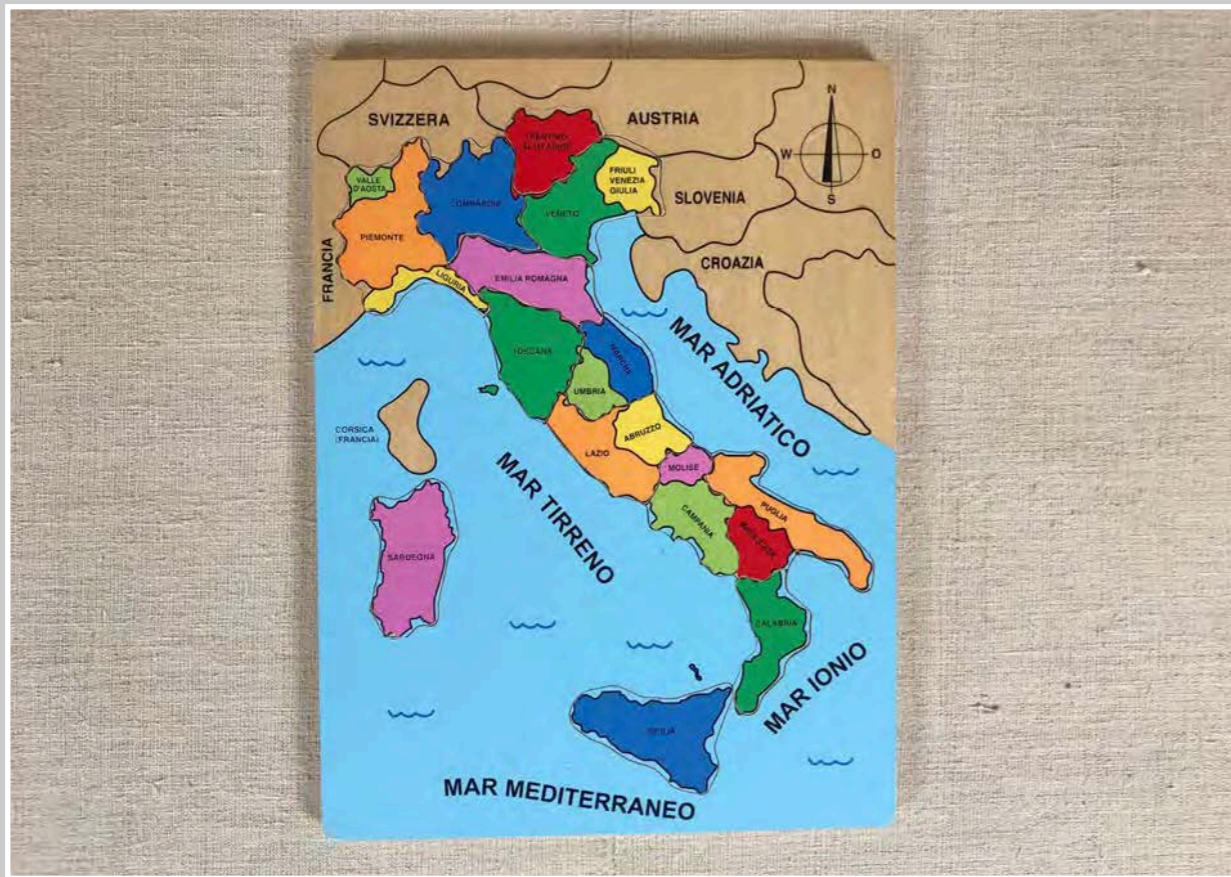 SVIZZERA
AUSTRIA
N
W
O
S
TRENTINO
ALTO ADIGE
VALLE
D'AOSTA
FRIULI
VENEZIA
GIULIA
SLOVENIA
LOMBARDIA
VENETO
PIEMONTE
FRANCIA
CROAZIA
EMILIA ROMAGNA
LIGURIA
TOSCANA
MARCHE
MAR ADRIATICO
UMBRIA
CORSICA
(FRANCIA)
ABRUZZO
LAZIO
MOLISE
MAR TIRRENO
PUGLIA
CAMPANIA
BASILICATA
SARDEGNA
CALABRIA
MAR IONIO
SICILIA
MAR MEDITERRANEO